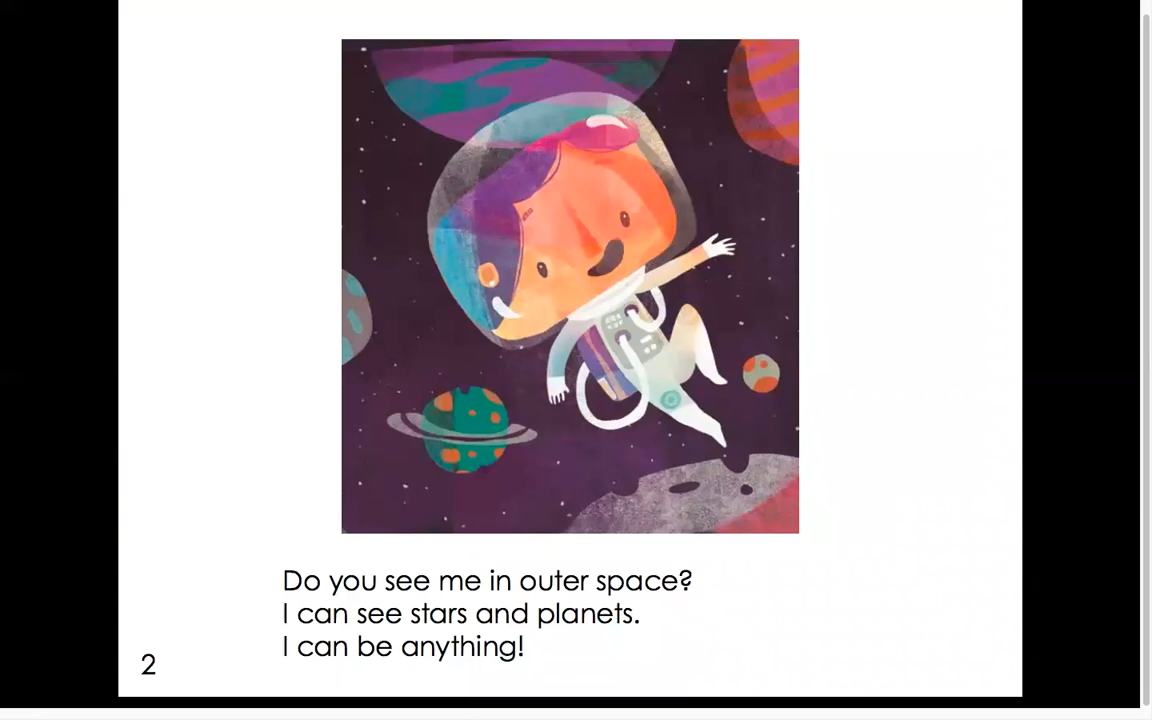 Do you see me in outer space?
I can see stars and planets.
I can be anything!
2